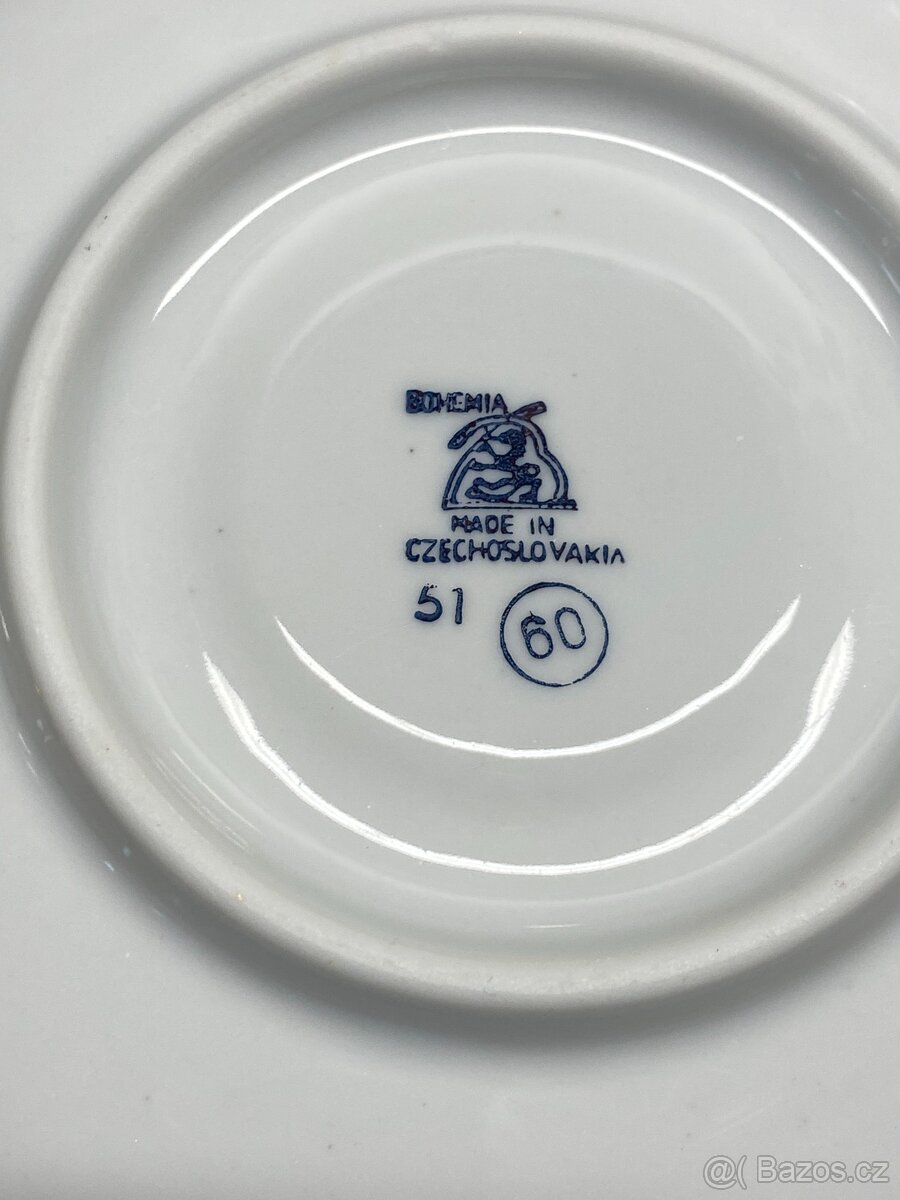 BOHEMIA
MADE IN
CZECHOSLOVAKIA
51 60
@( Bazos.cz